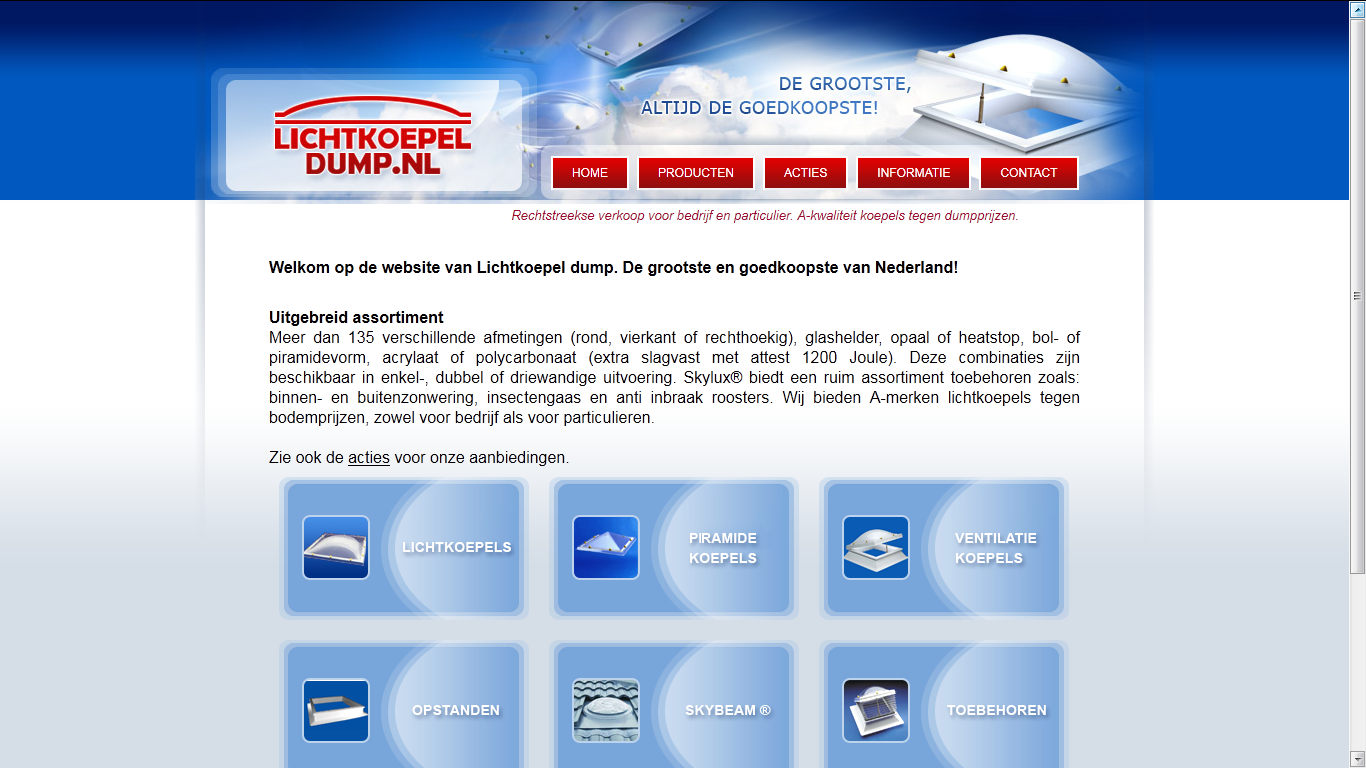 LICHTKOEPEL
DUMP.NL
DE GROOTSTE,
ALTIJD DE GOEDKOOPSTE!
HOME PRODUCTEN ACTIES INFORMATIE CONTACT
Rechtstreekse verkoop voor bedrijf en particulier. A-kwaliteit koepels tegen dumpprijzen.
Welkom op de website van Lichtkoepel dump. De grootste en goedkoopste van Nederland!
Uitgebreid assortiment
Meer dan 135 verschillende afmetingen (rond, vierkant of rechthoekig), glashelder, opaal of heatstop, bol- of
piramidevorm, acrylaat of polycarbonaat (extra slagvast met attest 1200 Joule). Deze combinaties zijn
beschikbaar in enkel-, dubbel of driewandige uitvoering. Skylux® biedt een ruim assortiment toebehoren zoals:
binnen- en buitenzonwering, insectengaas en anti inbraak roosters. Wij bieden A-merken lichtkoepels tegen
bodemprijzen, zowel voor bedrijf als voor particulieren.
Zie ook de acties voor onze aanbiedingen.
LICHTKOEPELS
PIRAMIDE
KOEPELS
VENTILATIE
KOEPELS
OPSTANDEN
SKYBEAM ®
TOEBEHOREN